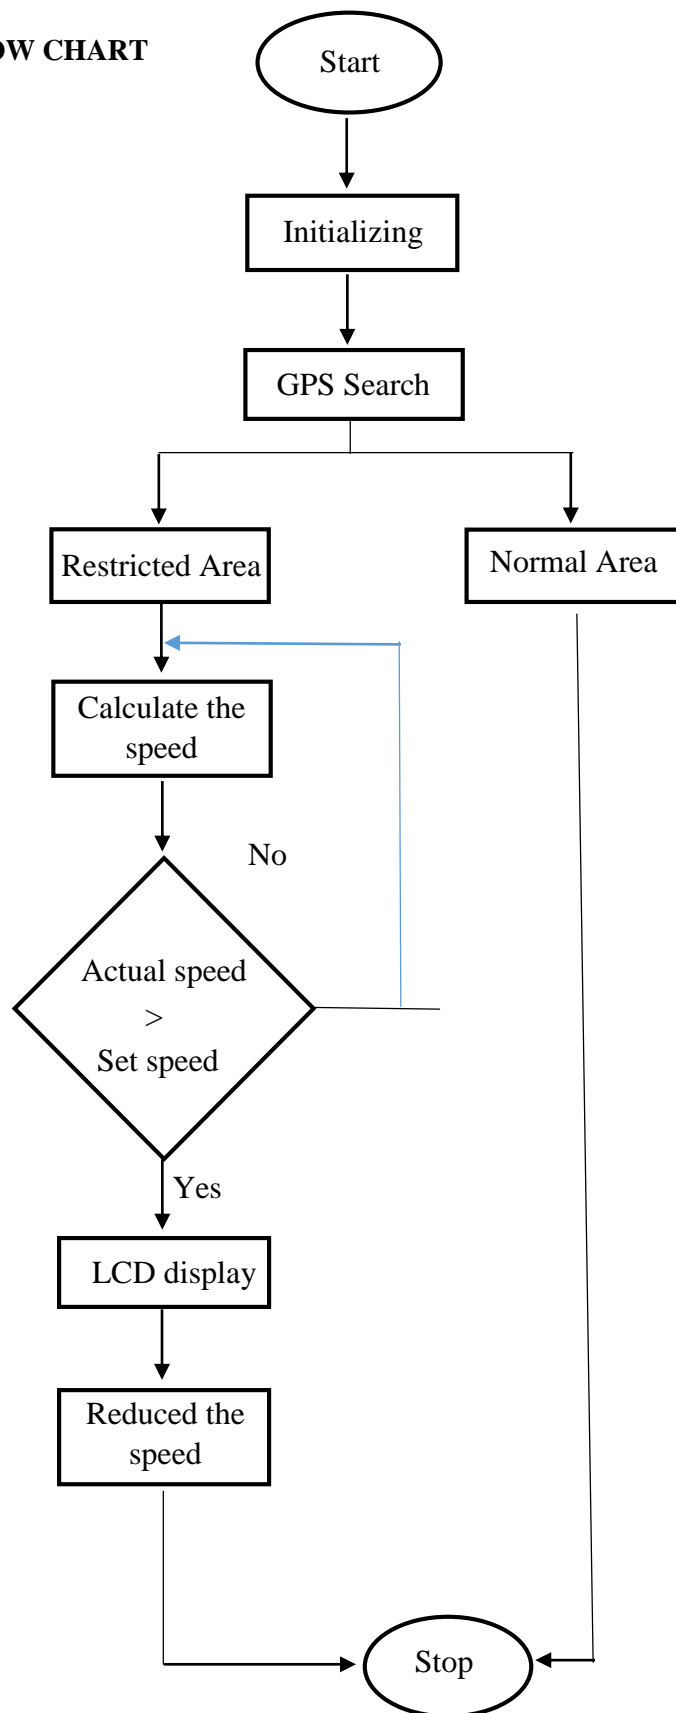 OW CHART
Start
Initializing
GPS Search
Restricted Area
Normal Area
Calculate the
speed
No
Actual speed
>
Set speed
Yes
LCD display
Reduced the
speed
Stop